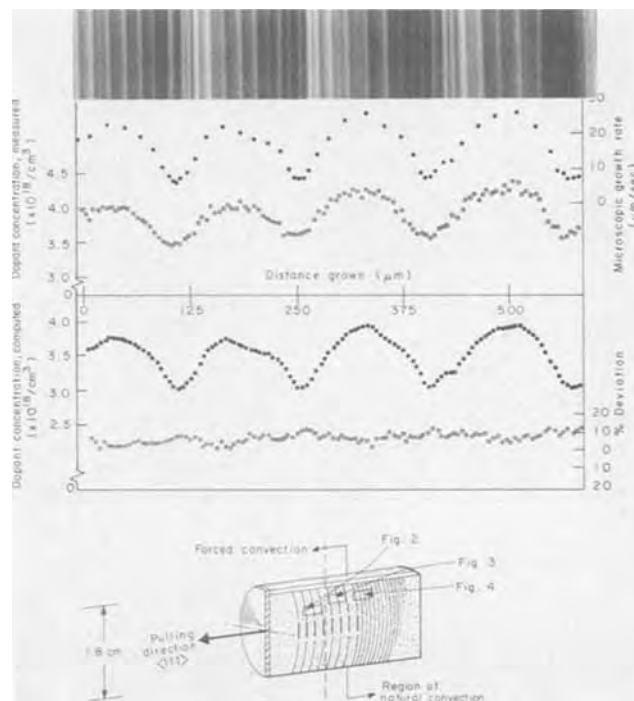 Dopant concentration, measured
(x10¹⁸/cm³)
4.5
4.0
3.5
3.0
30
20
10
0
Microscopic growth rate
(μm/sec)
Distance grown (μm)
0
125
250
375
500
Dopant concentration, computed
(x10¹⁸/cm³)
4.0
3.5
3.0
2.5
0
20
10
0
10
20
% Deviation
Forced convection
Fig. 2
Fig. 3
Fig. 4
1.8 cm
Pulling
direction
⟨111⟩
Region of
natural convection